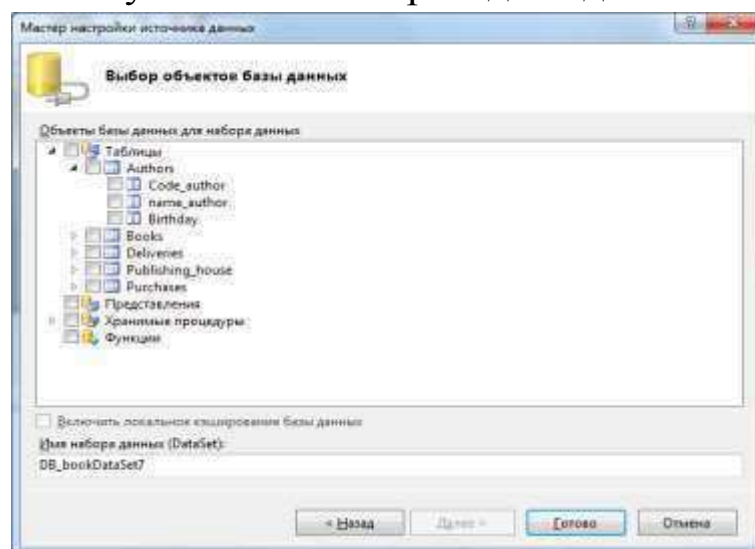 Мастер настройки источника данных
Выбор объектов базы данных
Объекты базы данных для набора данных
Таблицы
Authors
Code_author
name_author
Birthday
Books
Deliveries
Publishing_house
Purchases
Представления
Хранимые процедуры
Функции
Включить локальное кэширование базы данных
Имя набора данных (DataSet):
DB_bookDataSet7
< Назад
Далее >
Готово
Отмена